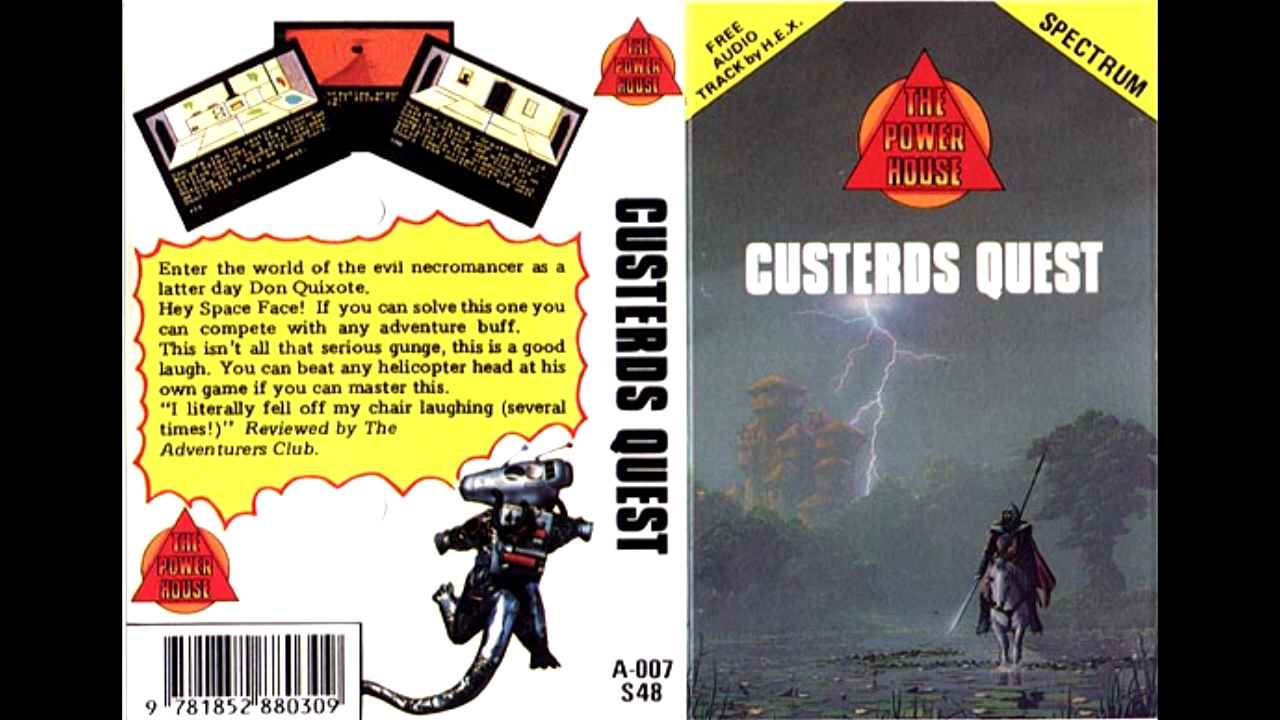 THE
POWER
HOUSE
Enter the world of the evil necromancer as a
latter day Don Quixote.
Hey Space Face! If you can solve this one you
can compete with any adventure buff.
This isn't all that serious gunge, this is a good
laugh. You can beat any helicopter head at his
own game if you can master this.
"I literally fell off my chair laughing (several
times!)" Reviewed by The
Adventurers Club.
THE
POWER
HOUSE
9 781852 880309
CUSTERDS QUEST
A-007
S48
FREE
AUDIO
TRACK by H.E.X.
SPECTRUM
THE
POWER
HOUSE
CUSTERDS QUEST